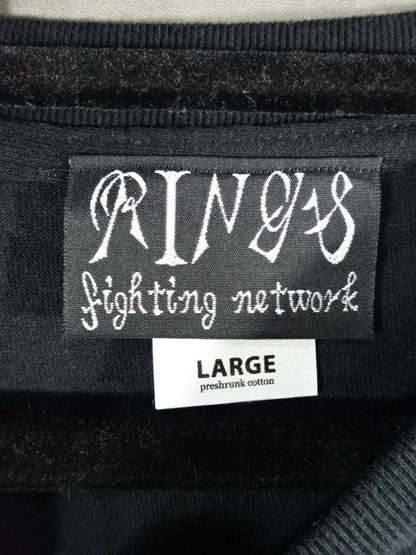 RINGS
fighting network
LARGE
preshrunk cotton